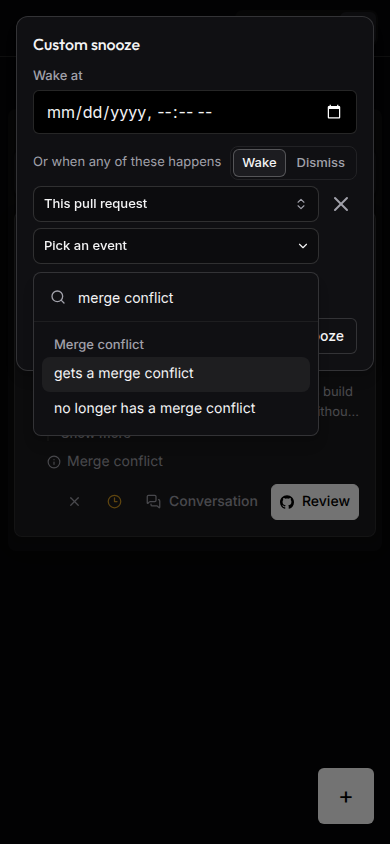 Custom snooze
Wake at
mm/dd/yyyy, --:-- --
Or when any of these happens
Wake
Dismiss
This pull request
Pick an event
merge conflict
Merge conflict
gets a merge conflict
no longer has a merge conflict
build
Show more
Merge conflict
Conversation
Review
+